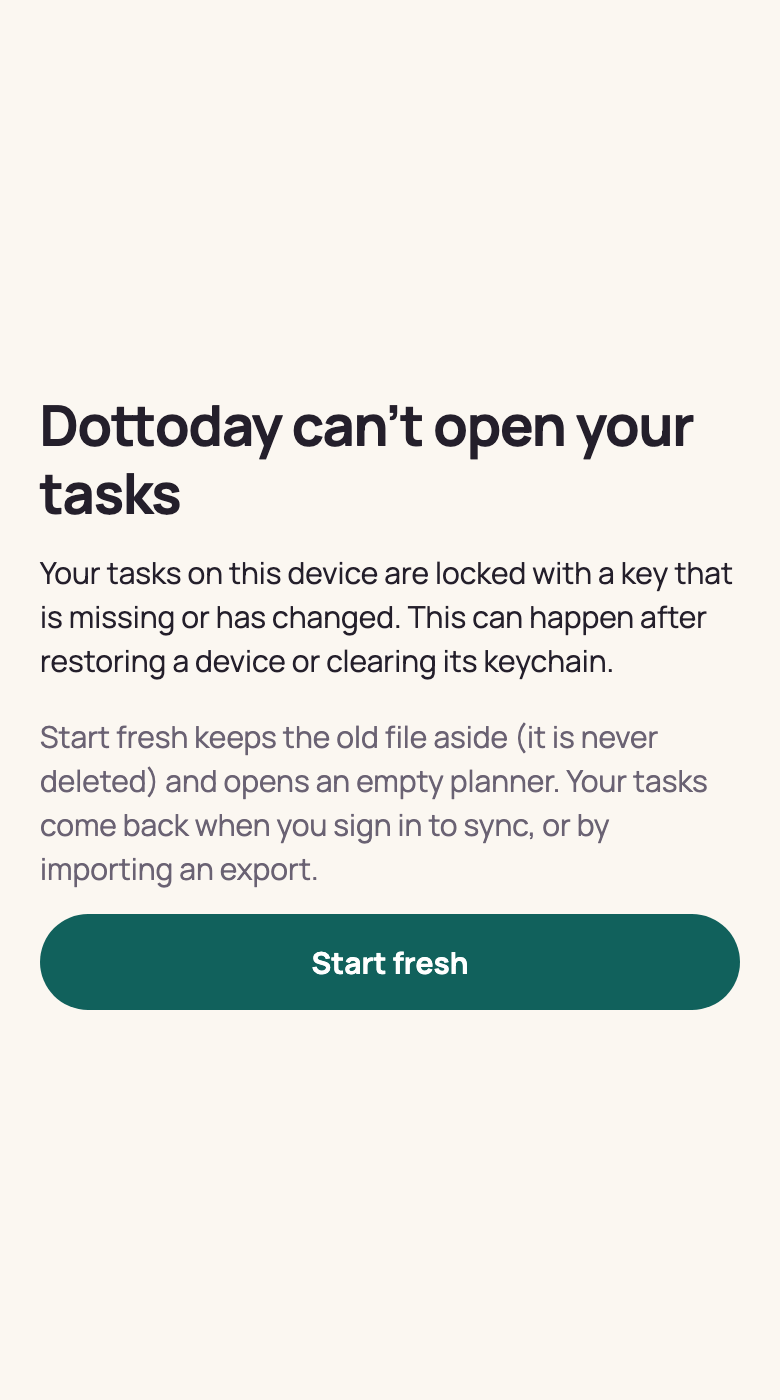 Dottoday can’t open your
tasks
Your tasks on this device are locked with a key that
is missing or has changed. This can happen after
restoring a device or clearing its keychain.
Start fresh keeps the old file aside (it is never
deleted) and opens an empty planner. Your tasks
come back when you sign in to sync, or by
importing an export.
Start fresh